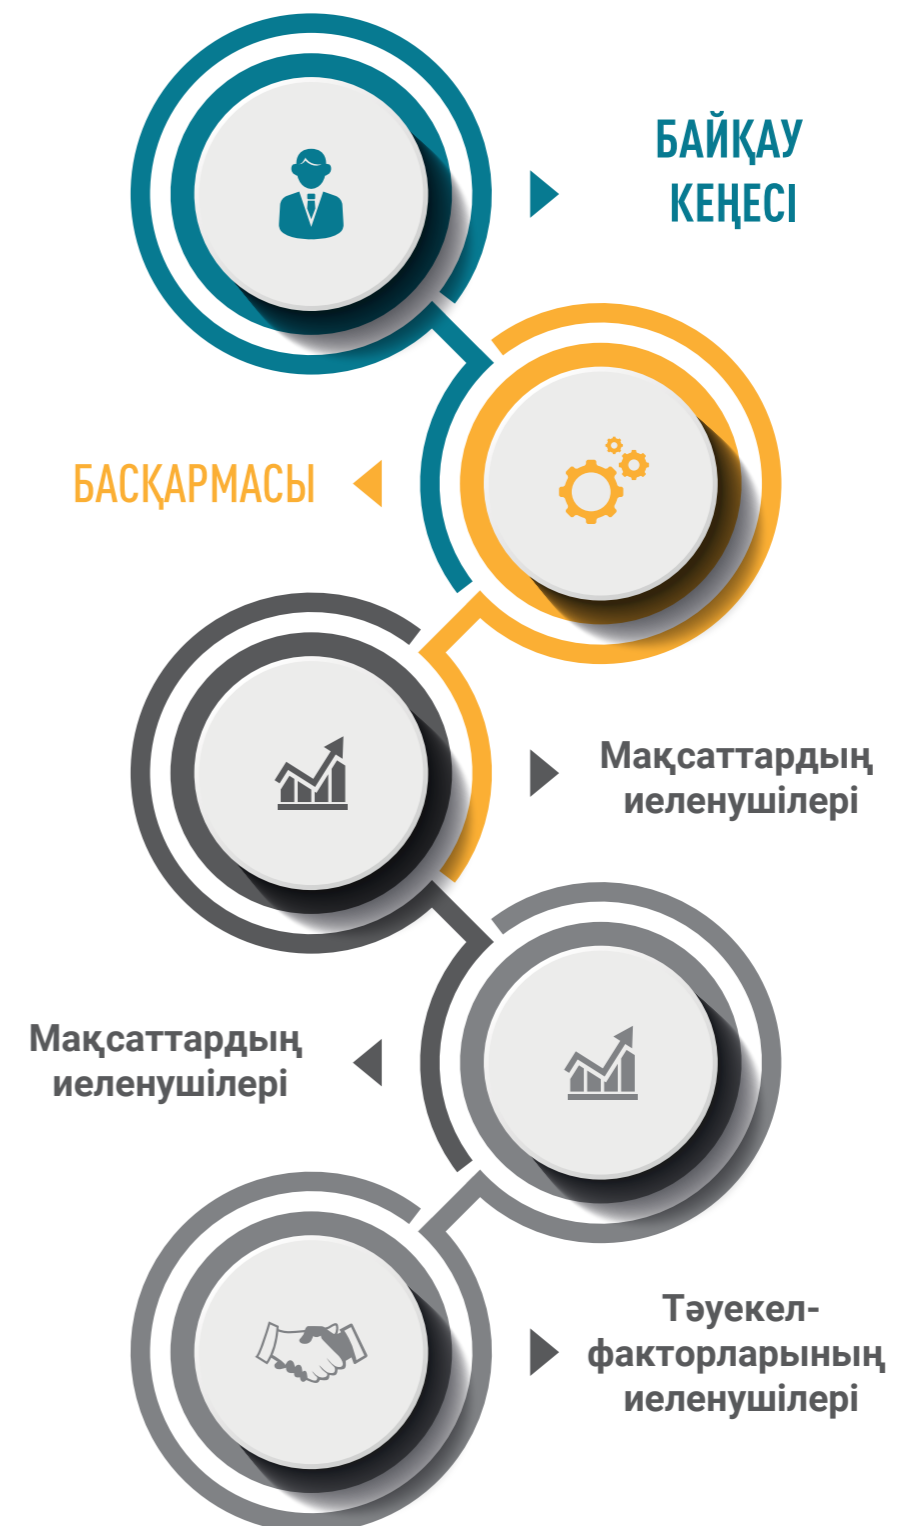 БАЙҚАУ
КЕҢЕСІ
БАСҚАРМАСЫ
Мақсаттардың
иеленушілері
Мақсаттардың
иеленушілері
Тәуекел-
факторларының
иеленушілері